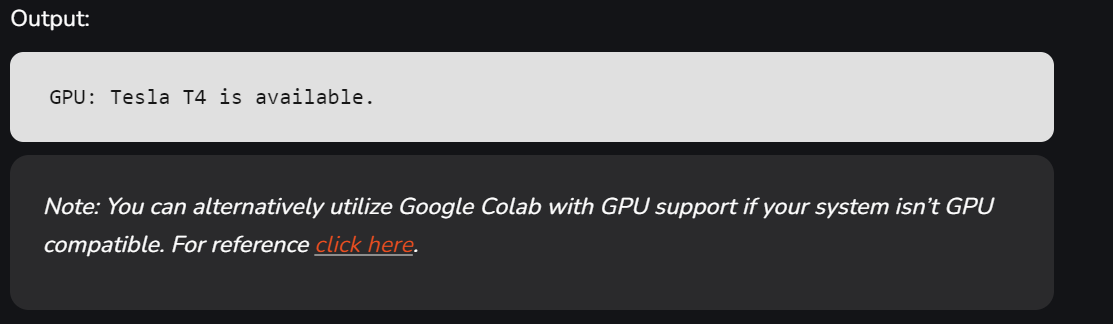 Output:
GPU: Tesla T4 is available.
Note: You can alternatively utilize Google Colab with GPU support if your system isn’t GPU
compatible. For reference click here.